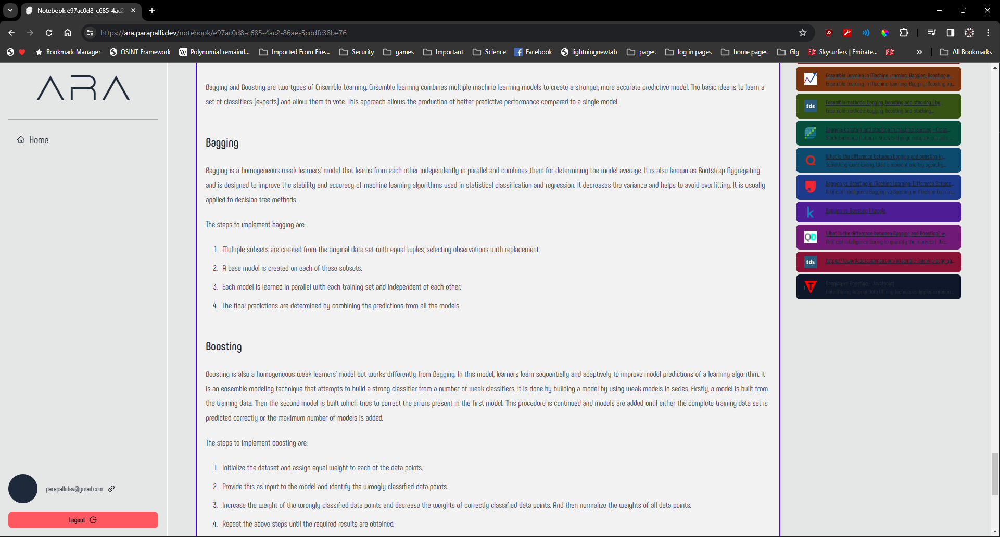 Notebook e97ac0d8-c685-4ac2
https://ara.parapalli.dev/notebook/e97ac0d8-c685-4ac2-86ae-5cddfc38be76
Bookmark Manager
OSINT Framework
Polynomial remaind...
Imported From Fire...
Security
games
Important
Science
Facebook
lightningnewtab
pages
log in pages
home pages
Glg
Skysurfers | Emirate...
All Bookmarks
ARA
Home
Bagging and Boosting are two types of Ensemble Learning. Ensemble learning combines multiple machine learning models to create a stronger, more accurate predictive model. The basic idea is to learn a
set of classifiers (experts) and allow them to vote. This approach allows the production of better predictive performance compared to a single model.
Bagging
Bagging is a homogeneous weak learners' model that learns from each other independently in parallel and combines them for determining the model average. It is also known as Bootstrap Aggregating
and is designed to improve the stability and accuracy of machine learning algorithms used in statistical classification and regression. It decreases the variance and helps to avoid overfitting. It is usually
applied to decision tree methods.
The steps to implement bagging are:
1. Multiple subsets are created from the original data set with equal tuples, selecting observations with replacement.
2. A base model is created on each of these subsets.
3. Each model is learned in parallel with each training set and independent of each other.
4. The final predictions are determined by combining the predictions from all the models.
Boosting
Boosting is also a homogeneous weak learners' model but works differently from Bagging. In this model, learners learn sequentially and adaptively to improve model predictions of a learning algorithm. It
is an ensemble modeling technique that attempts to build a strong classifier from a number of weak classifiers. It is done by building a model by using weak models in series. Firstly, a model is built from
the training data. Then the second model is built which tries to correct the errors present in the first model. This procedure is continued and models are added until either the complete training data set is
predicted correctly or the maximum number of models is added.
The steps to implement boosting are:
1. Initialize the dataset and assign equal weight to each of the data points.
2. Provide this as input to the model and identify the wrongly classified data points.
3. Increase the weight of the wrongly classified data points and decrease the weights of correctly classified data points. And then normalize the weights of all data points.
4. Repeat the above steps until the required results are obtained.
Ensemble Learning in Machine Learning: Bagging, Boosting a...
Ensemble Learning in Machine Learning: Bagging, Boosting an...
tds
Ensemble methods: bagging, boosting and stacking | by...
Ensemble methods: bagging, boosting and stacking...
Bagging, boosting and stacking in machine learning - Cross...
Stack Exchange Network Stack Exchange network consists ...
What is the difference between bagging and boosting in...
Something went wrong. Wait a moment and try again.Try...
Bagging vs Boosting in Machine Learning: Difference Betwee...
Artificial Intelligence Bagging vs Boosting in Machine Learnin...
k
Bagging vs Boosting | Kaggle
QD
What is the difference between Bagging and Boosting?
Artificial Intelligence Daring to quantify the markets | The...
tds
https://towardsdatascience.com/ensemble-learning-bagging...
Bagging vs Boosting - Javatpoint
Data Mining Tutorial Data Mining Techniques Implementation...
parapallidev@gmail.com
Logout